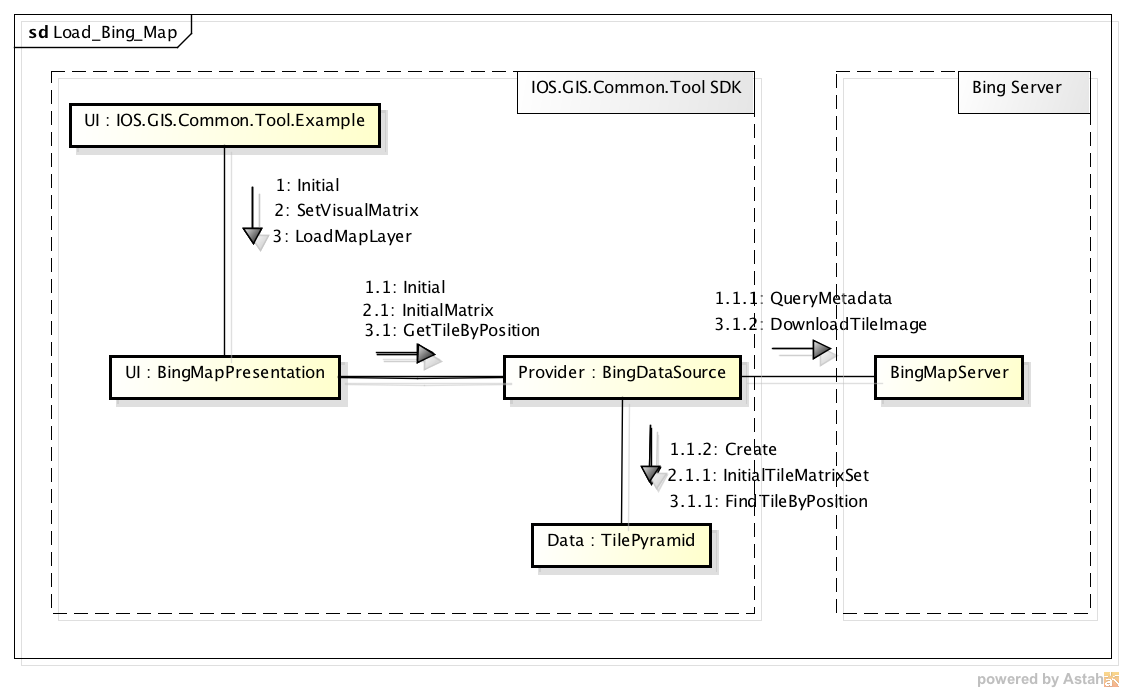 sd Load_Bing_Map
IOS.GIS.Common.Tool SDK
Bing Server
UI : IOS.GIS.Common.Tool.Example
1: Initial
2: SetVisualMatrix
3: LoadMapLayer
1.1: Initial
2.1: InitialMatrix
3.1: GetTileByPosition
1.1.1: QueryMetadata
3.1.2: DownloadTileImage
UI : BingMapPresentation
Provider : BingDataSource
BingMapServer
1.1.2: Create
2.1.1: InitialTileMatrixSet
3.1.1: FindTileByPosition
Data : TilePyramid
powered by Astah